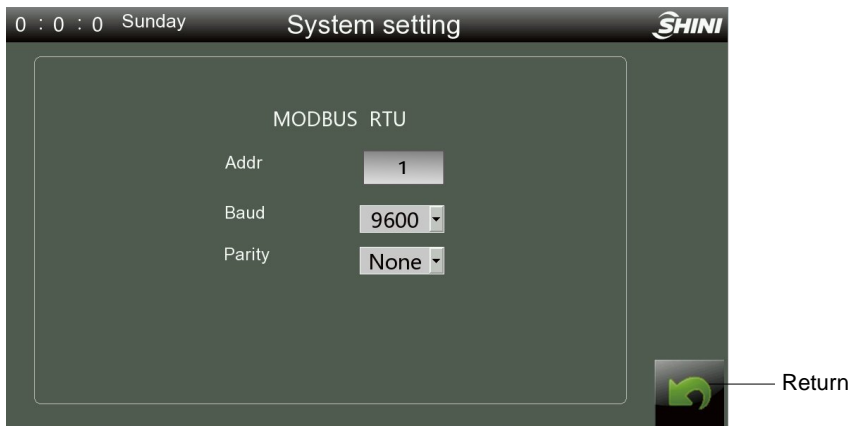 0 : 0 : 0 Sunday System setting SHINI
MODBUS RTU
Addr 1
Baud 9600
Parity None
Return